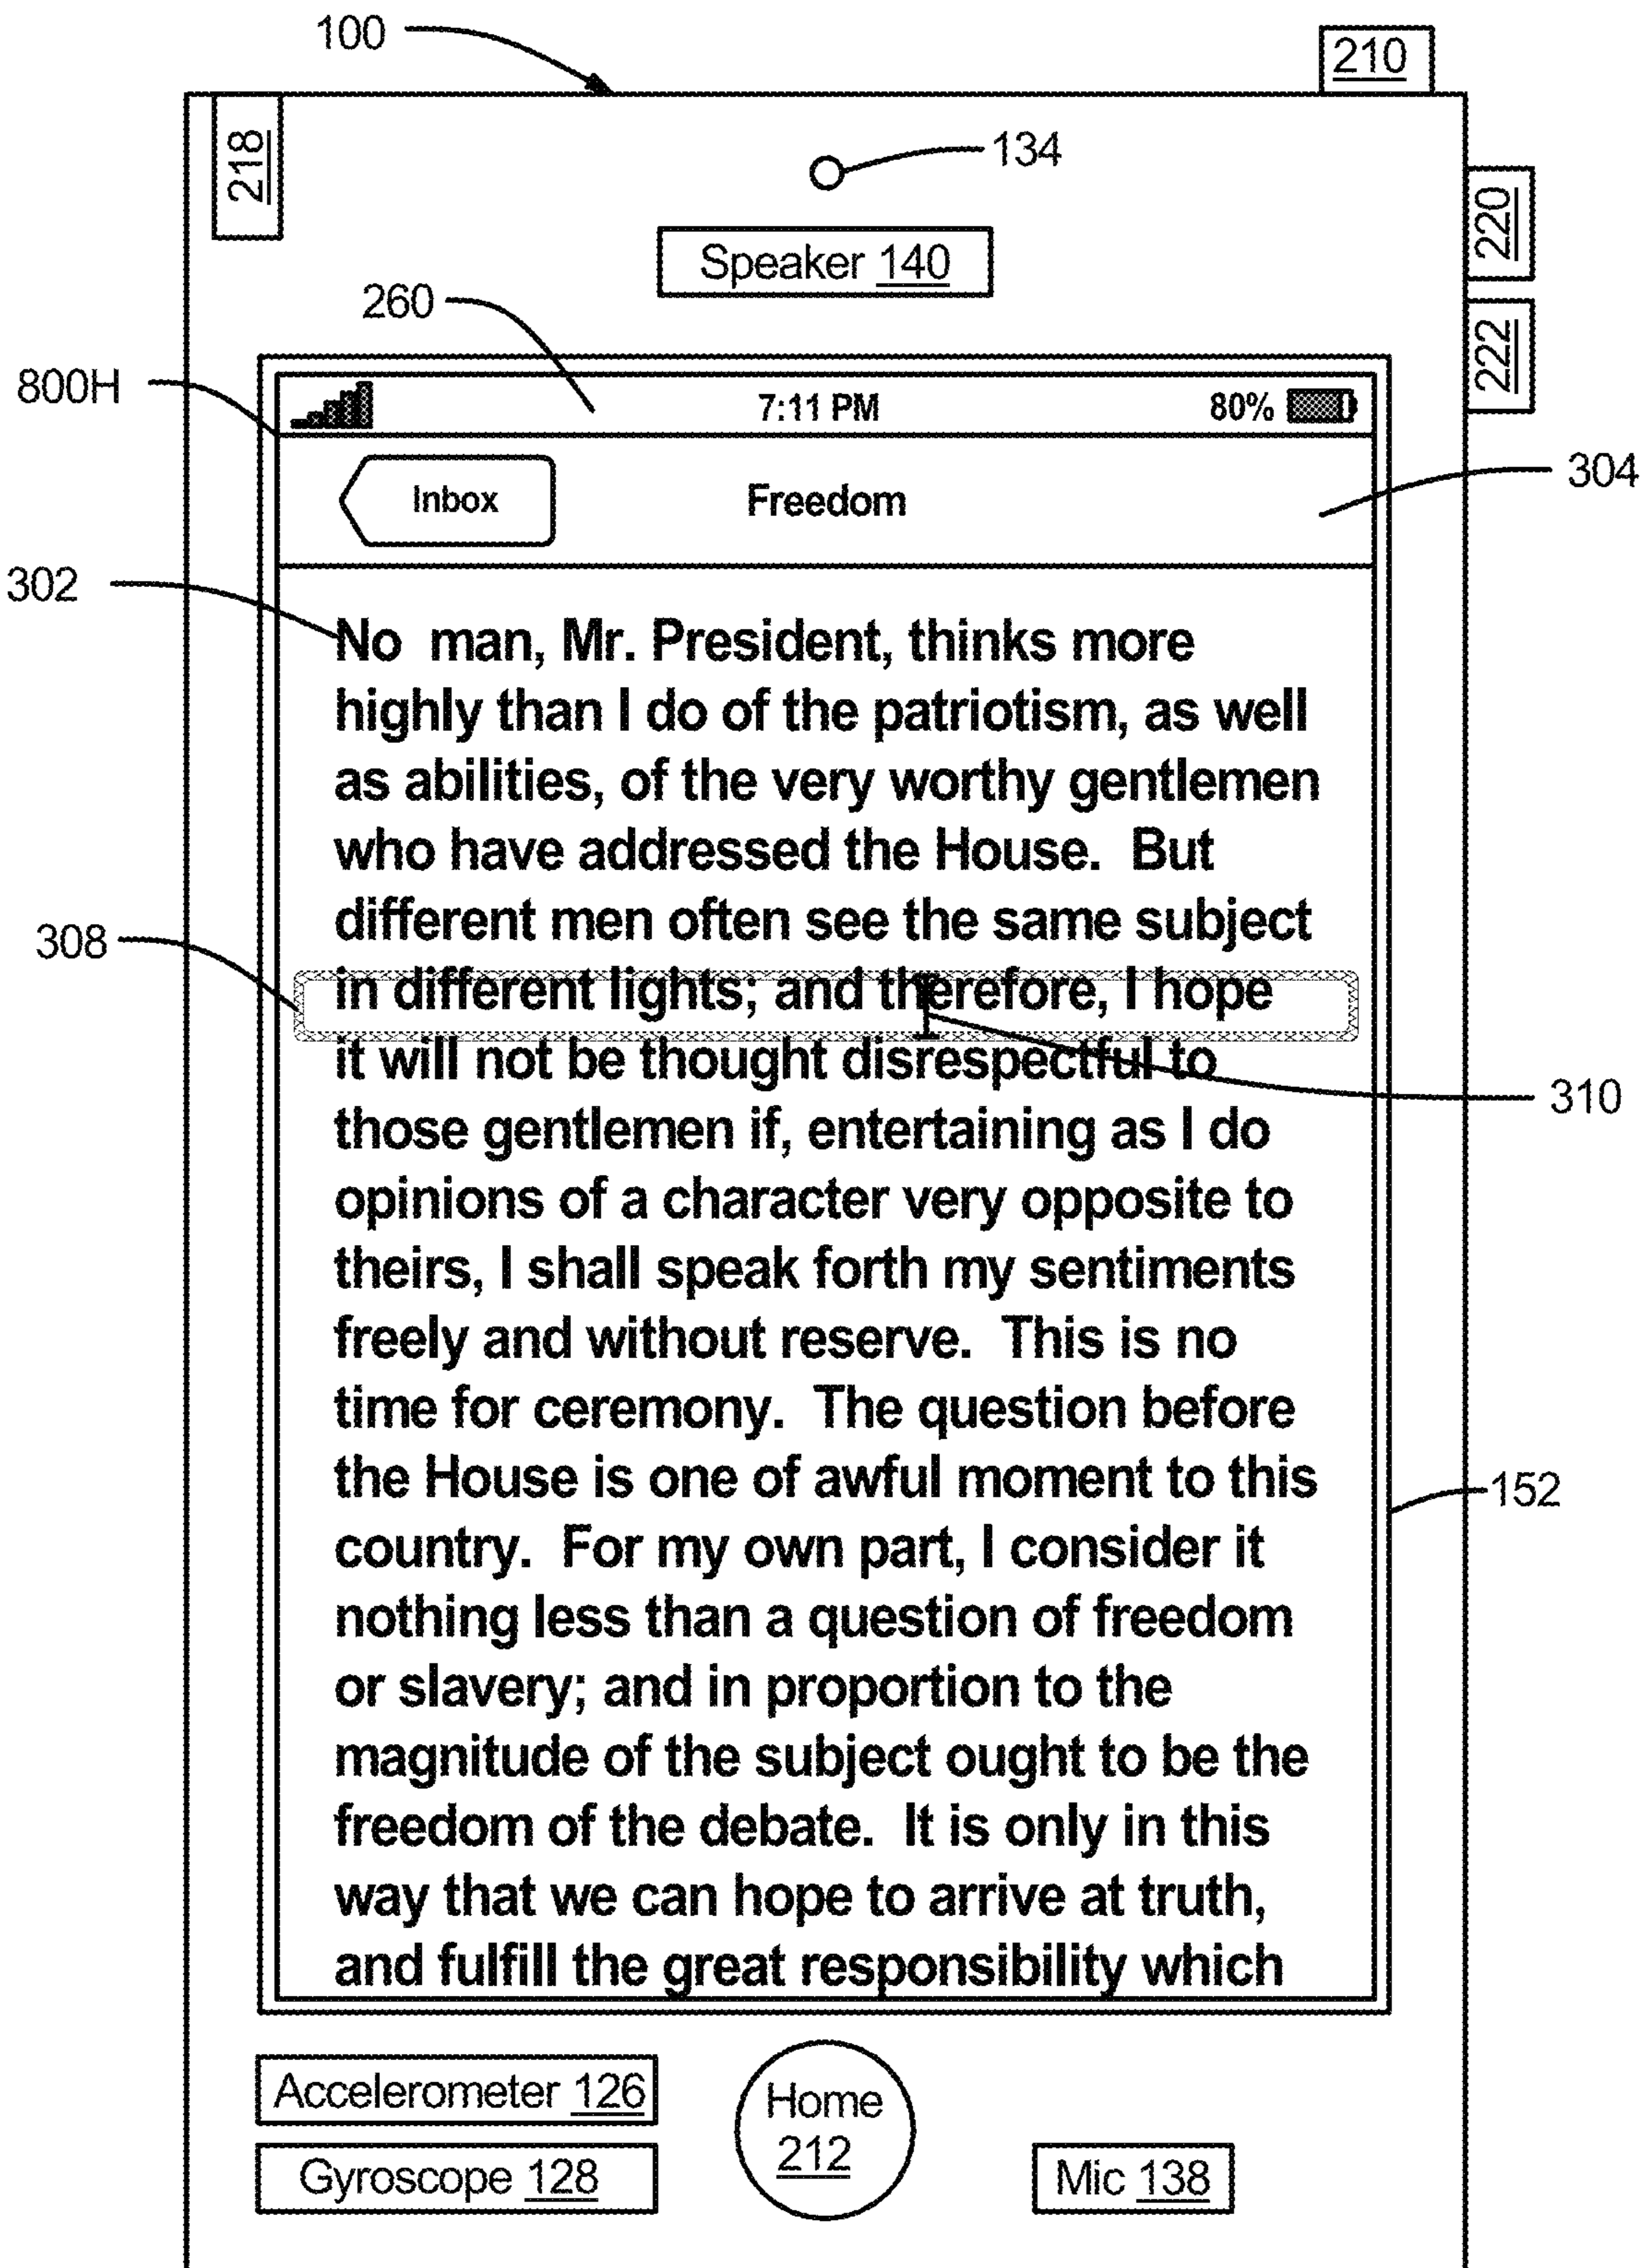 100
210
218
134
220
Speaker 140
260
222
800H
7:11 PM 80%
304
Inbox Freedom
302
No man, Mr. President, thinks more
highly than I do of the patriotism, as well
as abilities, of the very worthy gentlemen
who have addressed the House. But
different men often see the same subject
308
in different lights; and therefore, I hope
it will not be thought disrespectful to
310
those gentlemen if, entertaining as I do
opinions of a character very opposite to
theirs, I shall speak forth my sentiments
freely and without reserve. This is no
time for ceremony. The question before
the House is one of awful moment to this
152
country. For my own part, I consider it
nothing less than a question of freedom
or slavery; and in proportion to the
magnitude of the subject ought to be the
freedom of the debate. It is only in this
way that we can hope to arrive at truth,
and fulfill the great responsibility which
Accelerometer 126
Home
212
Gyroscope 128
Mic 138